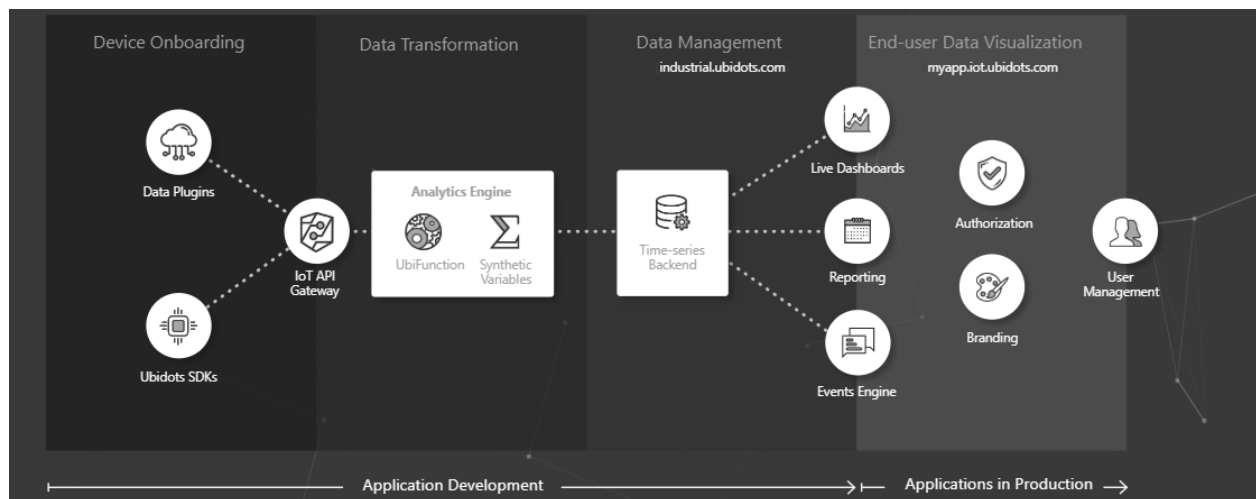 Device Onboarding
Data Transformation
Data Management
industrial.ubidots.com
End-user Data Visualization
myapp.iot.ubidots.com
Data Plugins
Ubidots SDKs
IoT API
Gateway
Analytics Engine
UbiFunction
Synthetic
Variables
Time-series
Backend
Live Dashboards
Reporting
Events Engine
Authorization
Branding
User
Management
Application Development
Applications in Production